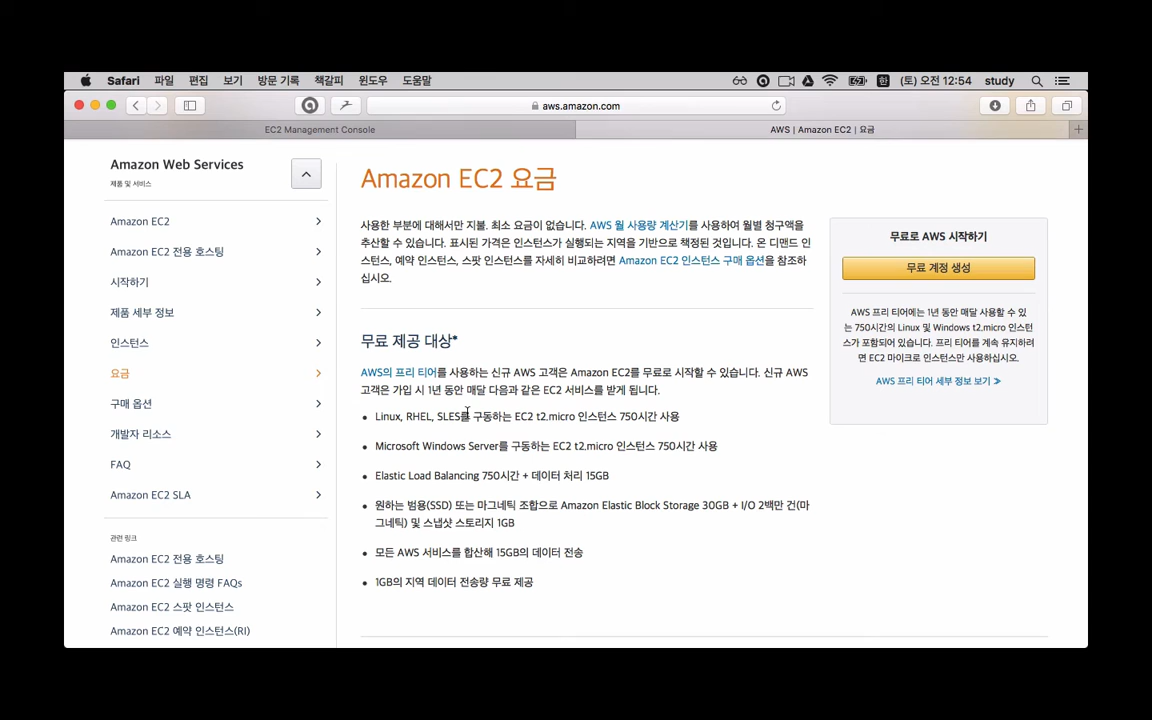 Safari 파일 편집 보기 방문 기록 책갈피 윈도우 도움말 한 (토) 오전 12:54 study
aws.amazon.com
EC2 Management Console
AWS | Amazon EC2 | 요금
Amazon Web Services
제품 및 서비스
Amazon EC2
Amazon EC2 전용 호스팅
시작하기
제품 세부 정보
인스턴스
요금
구매 옵션
개발자 리소스
FAQ
Amazon EC2 SLA
관련 링크
Amazon EC2 전용 호스팅
Amazon EC2 실행 명령 FAQs
Amazon EC2 스팟 인스턴스
Amazon EC2 예약 인스턴스(RI)
Amazon EC2 요금
사용한 부분에 대해서만 지불. 최소 요금이 없습니다. AWS 월 사용량 계산기를 사용하여 월별 청구액을
추산할 수 있습니다. 표시된 가격은 인스턴스가 실행되는 지역을 기반으로 책정된 것입니다. 온 디맨드 인
스턴스, 예약 인스턴스, 스팟 인스턴스를 자세히 비교하려면 Amazon EC2 인스턴스 구매 옵션을 참조하
십시오.
무료 제공 대상*
AWS의 프리 티어를 사용하는 신규 AWS 고객은 Amazon EC2를 무료로 시작할 수 있습니다. 신규 AWS
고객은 가입 시 1년 동안 매달 다음과 같은 EC2 서비스를 받게 됩니다.
• Linux, RHEL, SLES를 구동하는 EC2 t2.micro 인스턴스 750시간 사용
• Microsoft Windows Server를 구동하는 EC2 t2.micro 인스턴스 750시간 사용
• Elastic Load Balancing 750시간 + 데이터 처리 15GB
• 원하는 범용(SSD) 또는 마그네틱 조합으로 Amazon Elastic Block Storage 30GB + I/O 2백만 건(마
그네틱) 및 스냅샷 스토리지 1GB
• 모든 AWS 서비스를 합산해 15GB의 데이터 전송
• 1GB의 지역 데이터 전송량 무료 제공
무료로 AWS 시작하기
무료 계정 생성
AWS 프리 티어에는 1년 동안 매달 사용할 수 있
는 750시간의 Linux 및 Windows t2.micro 인스턴
스가 포함되어 있습니다. 프리 티어를 계속 유지하려
면 EC2 마이크로 인스턴스만 사용하십시오.
AWS 프리 티어 세부 정보 보기 ≫